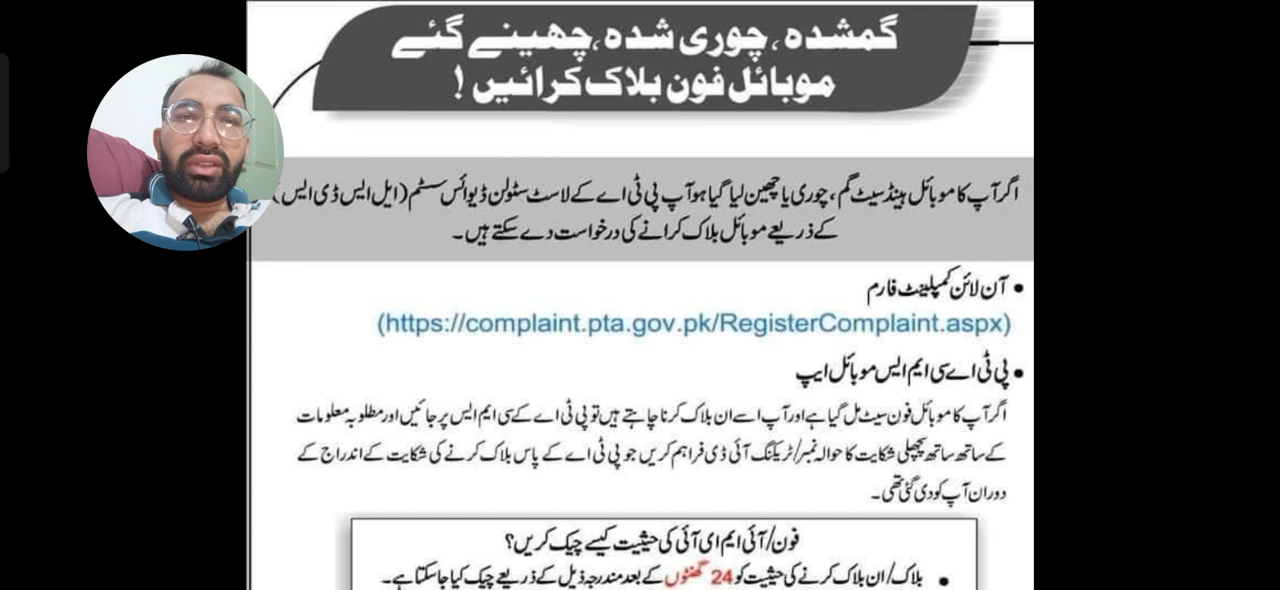 گمشدہ، چوری شدہ، چھینے گئے
موبائل فون بلاک کرائیں !
اگر آپ کا موبائل ہینڈ سیٹ گم، چوری یا چھین لیا گیا ہو آپ پی ٹی اے کے لاسٹ سٹولن ڈیوائس سسٹم (ایل ایس ڈی ایس)
کے ذریعے موبائل بلاک کرانے کی درخواست دے سکتے ہیں۔
• آن لائن کمپلینٹ فارم
(https://complaint.pta.gov.pk/RegisterComplaint.aspx)
• پی ٹی اے سی ایم ایس موبائل ایپ
اگر آپ کا موبائل فون سیٹ مل گیا ہے اور آپ اسے ان بلاک کرنا چاہتے ہیں تو پی ٹی اے کے سی ایم ایس پر جائیں اور مطلوبہ معلومات
کے ساتھ ساتھ پچھلی شکایت کا حوالہ نمبر/ٹریکنگ آئی ڈی فراہم کریں جو پی ٹی اے کے پاس بلاک کرنے کی شکایت کے اندراج کے
دوران آپ کو دی گئی تھی۔
فون/آئی ایم ای آئی کی حیثیت کیسے چیک کریں؟
• بلاک/ان بلاک کرنے کی حیثیت کو 24 گھنٹوں کے بعد مندرجہ ذیل کے ذریعے چیک کیا جا سکتا ہے۔